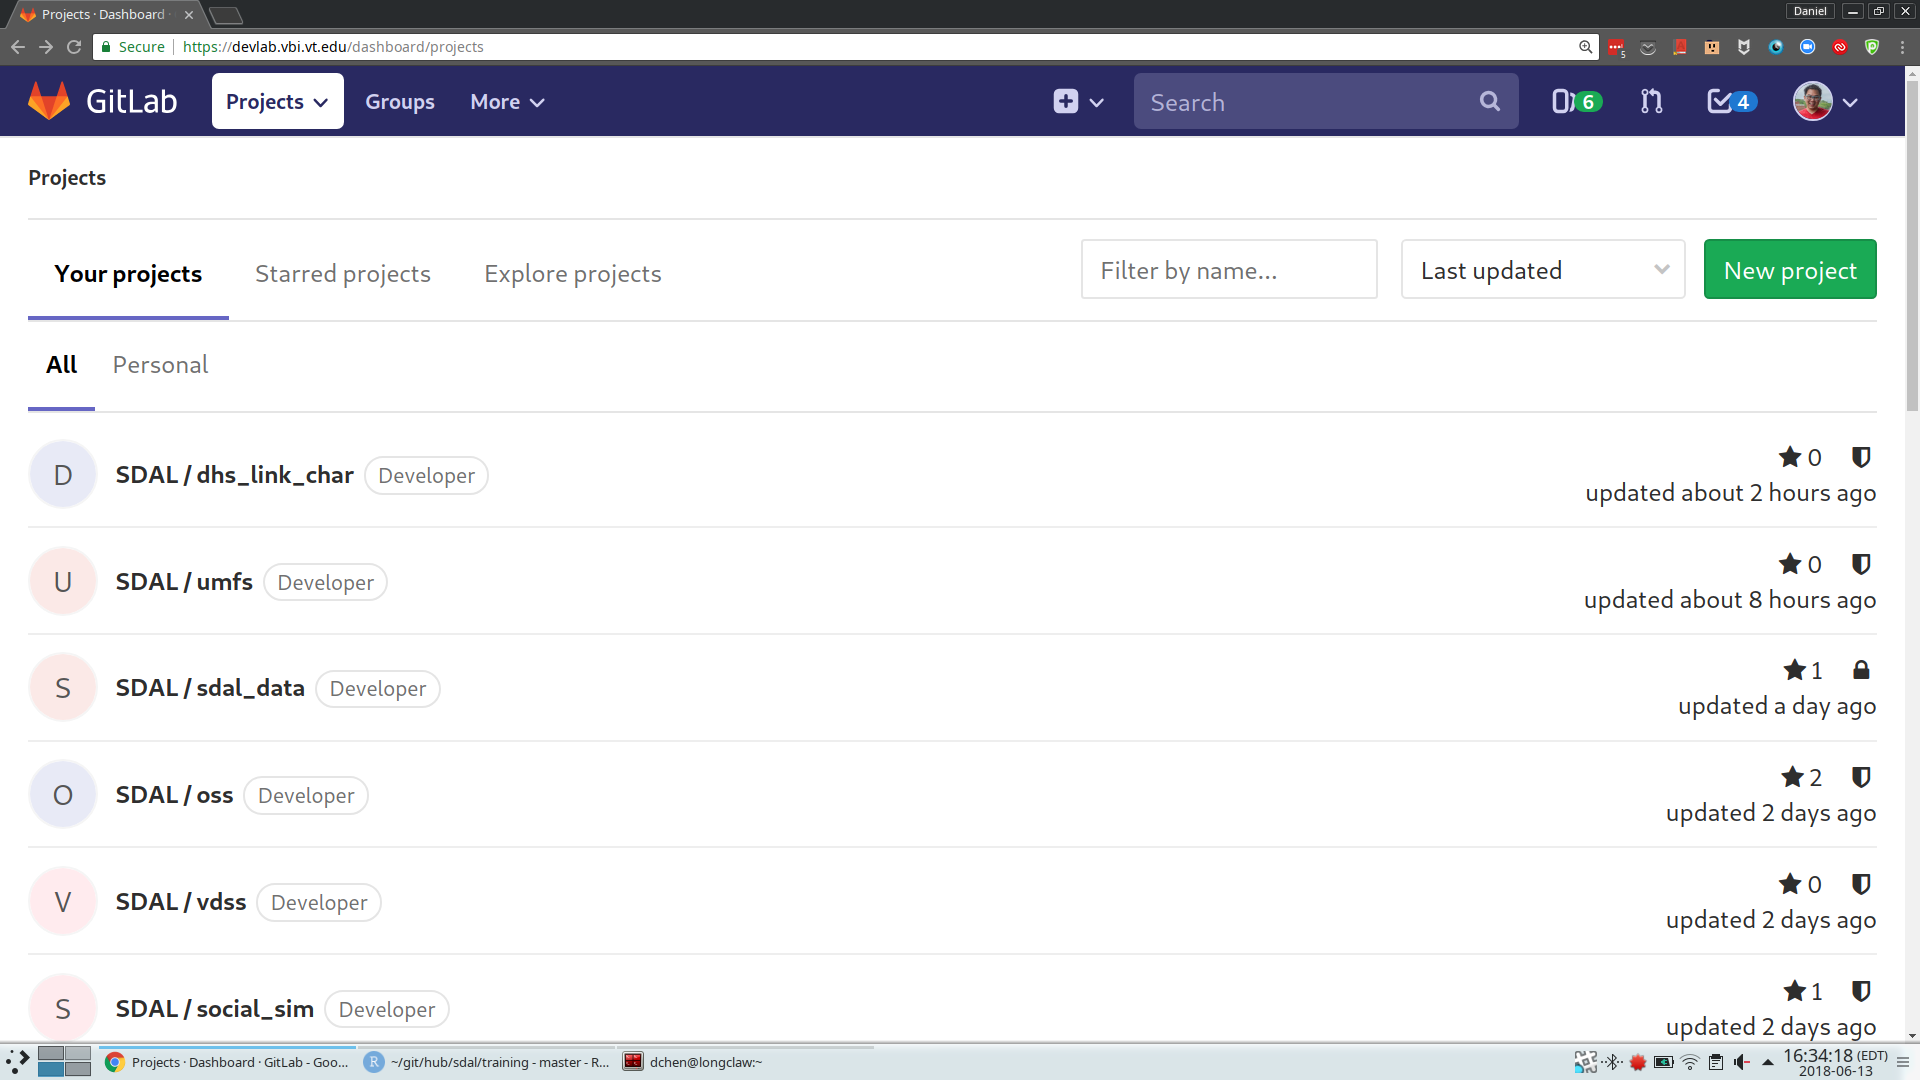 Projects · Dashboard ·
Daniel
Secure
https://devlab.vbi.vt.edu/dashboard/projects
5
GitLab
Projects
Groups
More
Search
6
4
Projects
Your projects
Starred projects
Explore projects
Filter by name...
Last updated
New project
All
Personal
D
SDAL / dhs_link_char
Developer
0
updated about 2 hours ago
U
SDAL / umfs
Developer
0
updated about 8 hours ago
S
SDAL / sdal_data
Developer
1
updated a day ago
O
SDAL / oss
Developer
2
updated 2 days ago
V
SDAL / vdss
Developer
0
updated 2 days ago
S
SDAL / social_sim
Developer
1
updated 2 days ago
Projects · Dashboard · GitLab - Goo...
R
~/git/hub/sdal/training - master - R...
dchen@longclaw:~
16:34:18 (EDT)
2018-06-13